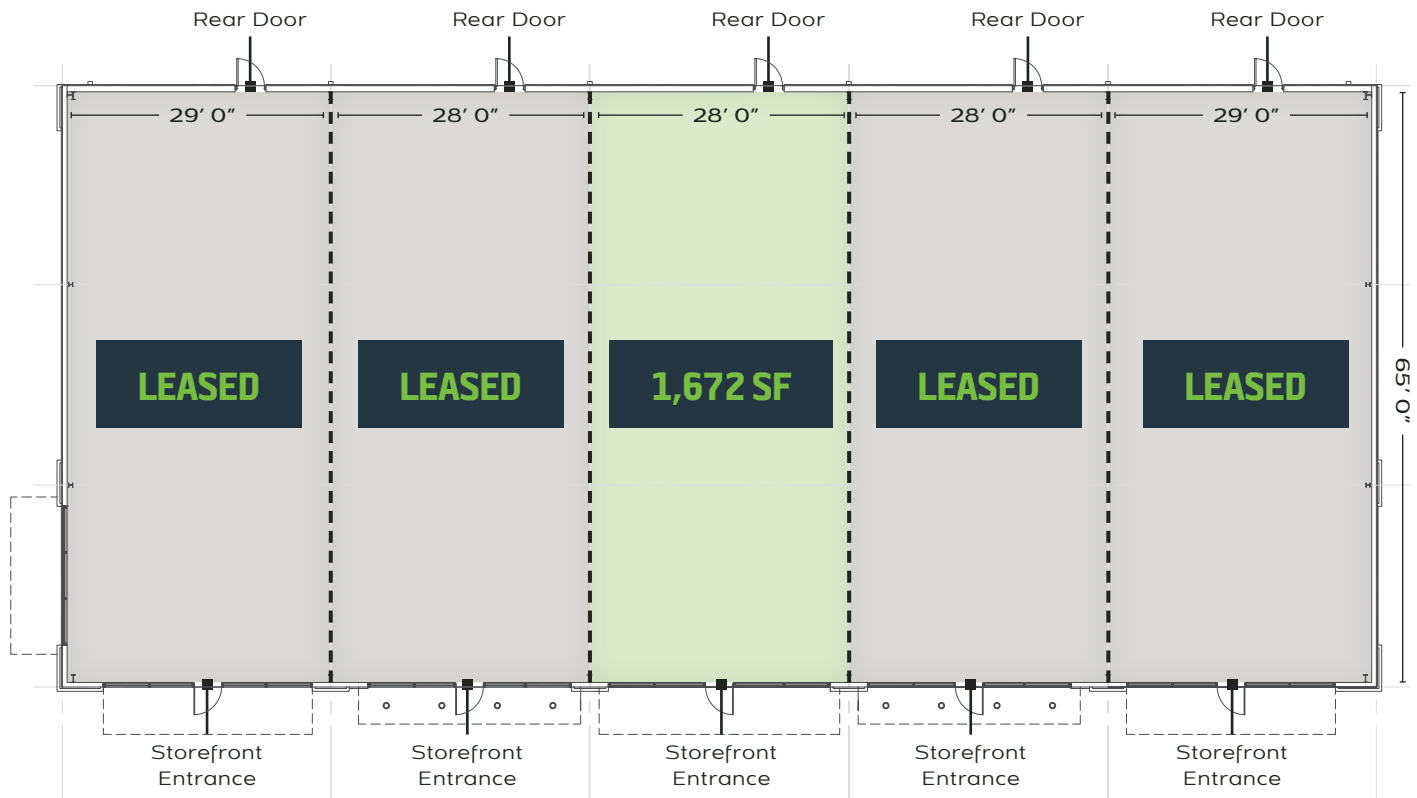 Rear Door
Rear Door
Rear Door
Rear Door
Rear Door
29’ 0”
28’ 0”
28’ 0”
28’ 0”
29’ 0”
LEASED
LEASED
1,672 SF
LEASED
LEASED
65’ 0”
Storefront
Entrance
Storefront
Entrance
Storefront
Entrance
Storefront
Entrance
Storefront
Entrance